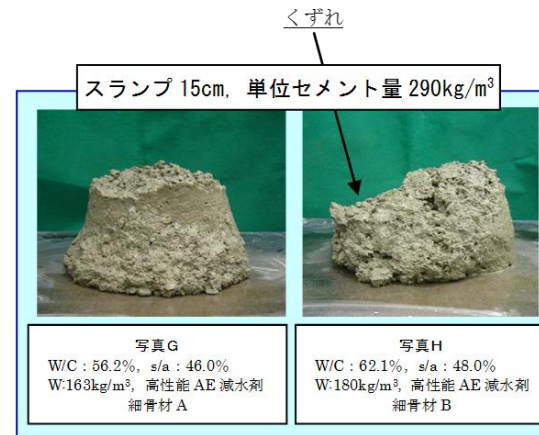 くずれ
スランプ 15cm, 単位セメント量 290kg/m³
写真G
W/C : 56.2%, s/a : 46.0%
W:163kg/m³, 高性能 AE 減水剤
細骨材 A
写真H
W/C : 62.1%, s/a : 48.0%
W:180kg/m³, 高性能 AE 減水剤
細骨材 B